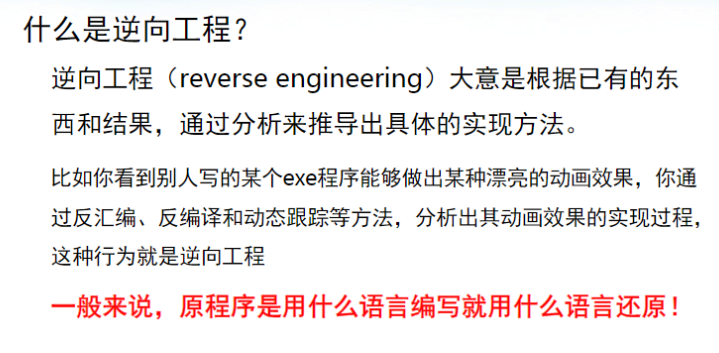 什么是逆向工程？
逆向工程（reverse engineering）大意是根据已有的东
西和结果，通过分析来推导出具体的实现方法。
比如你看到别人写的某个exe程序能够做出某种漂亮的动画效果，你通
过反汇编、反编译和动态跟踪等方法，分析出其动画效果的实现过程，
这种行为就是逆向工程
一般来说，原程序是用什么语言编写就用什么语言还原！